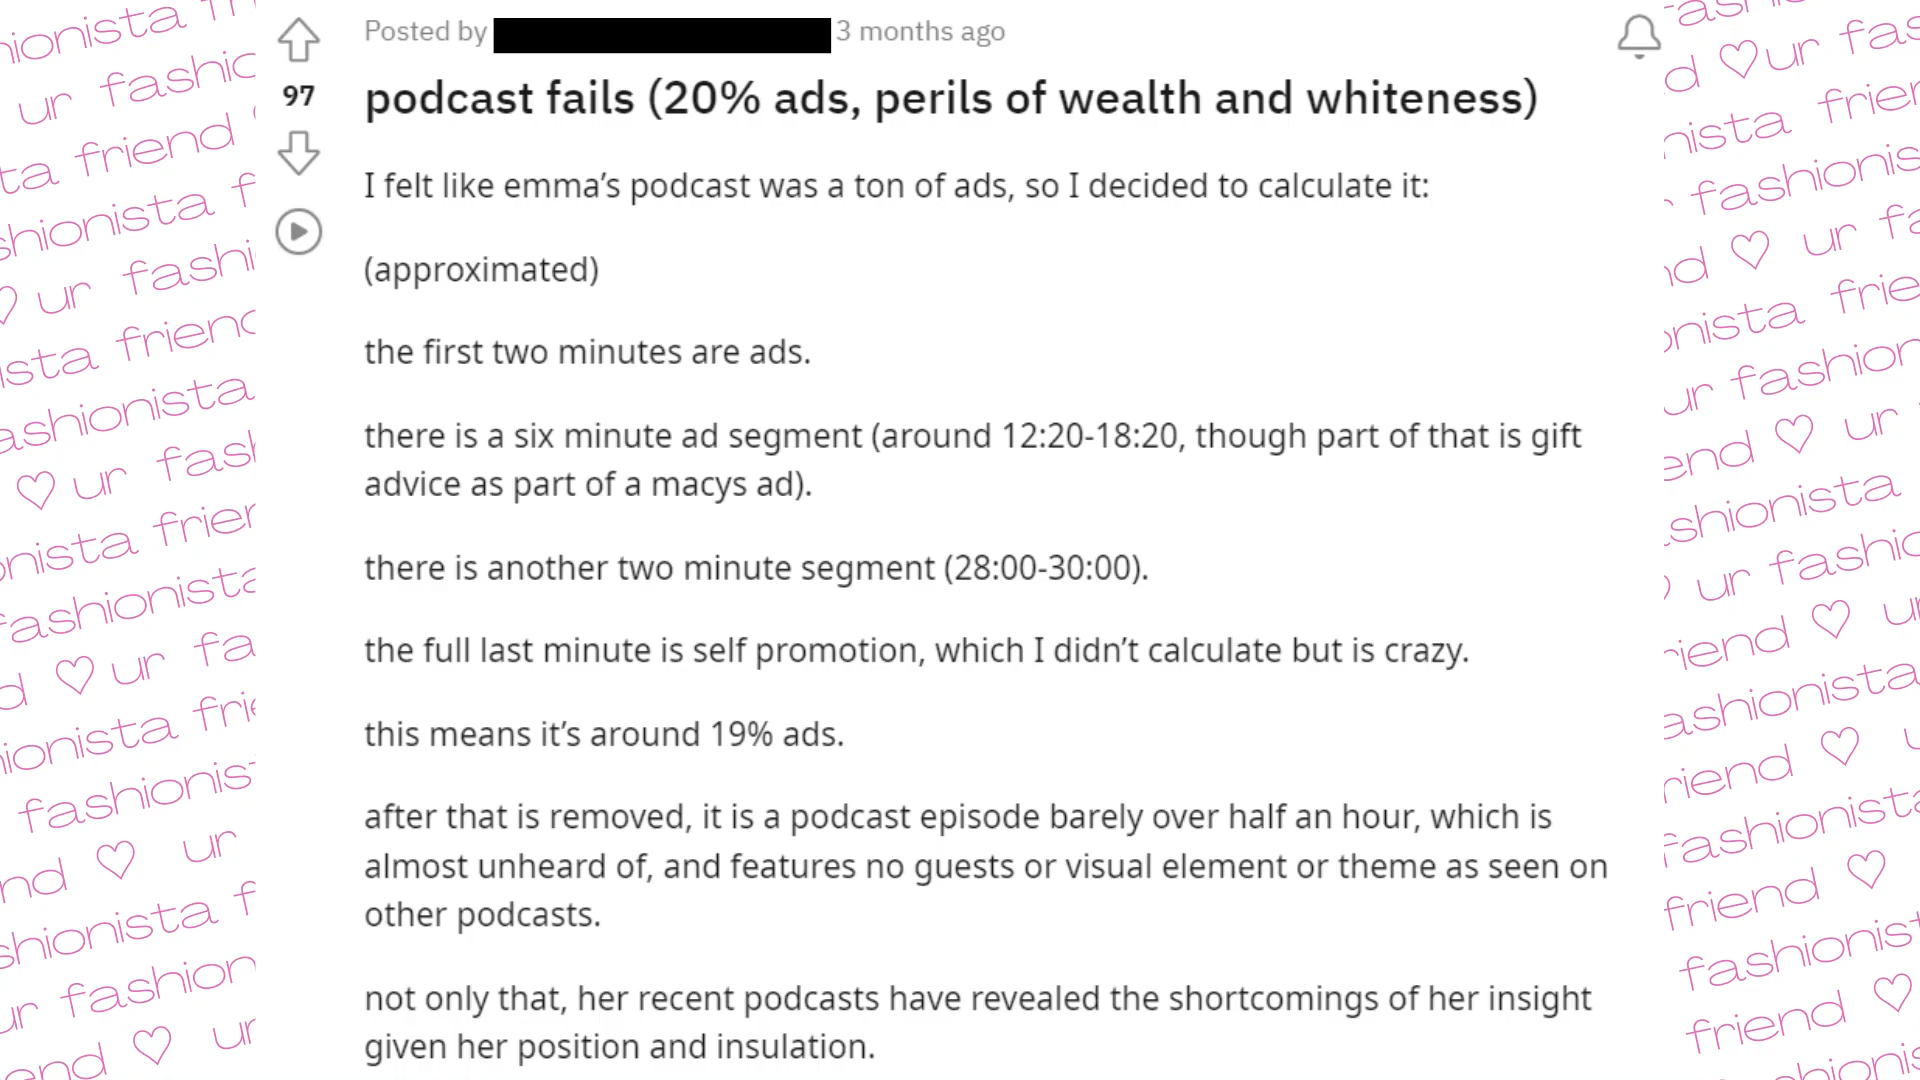 Posted by 3 months ago
97
podcast fails (20% ads, perils of wealth and whiteness)
I felt like emma’s podcast was a ton of ads, so I decided to calculate it:
(approximated)
the first two minutes are ads.
there is a six minute ad segment (around 12:20-18:20, though part of that is gift
advice as part of a macys ad).
there is another two minute segment (28:00-30:00).
the full last minute is self promotion, which I didn’t calculate but is crazy.
this means it’s around 19% ads.
after that is removed, it is a podcast episode barely over half an hour, which is
almost unheard of, and features no guests or visual element or theme as seen on
other podcasts.
not only that, her recent podcasts have revealed the shortcomings of her insight
given her position and insulation.
ur fashionista friend ♡